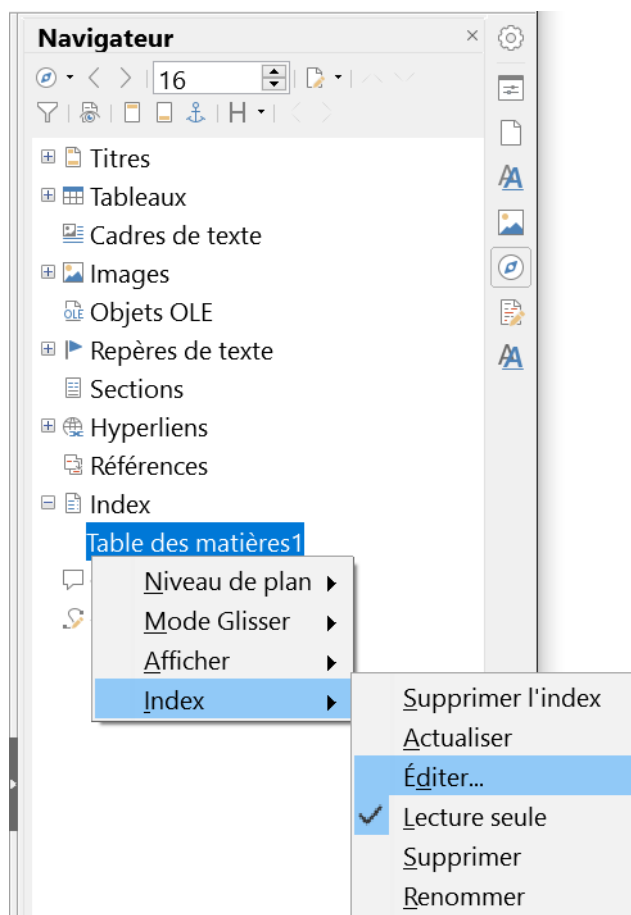 Navigateur
16
Titres
Tableaux
Cadres de texte
Images
OLE Objets OLE
Repères de texte
Sections
Hyperliens
Références
Index
Table des matières1
Niveau de plan
Mode Glisser
Afficher
Index
Supprimer l'index
Actualiser
Éditer...
Lecture seule
Supprimer
Renommer